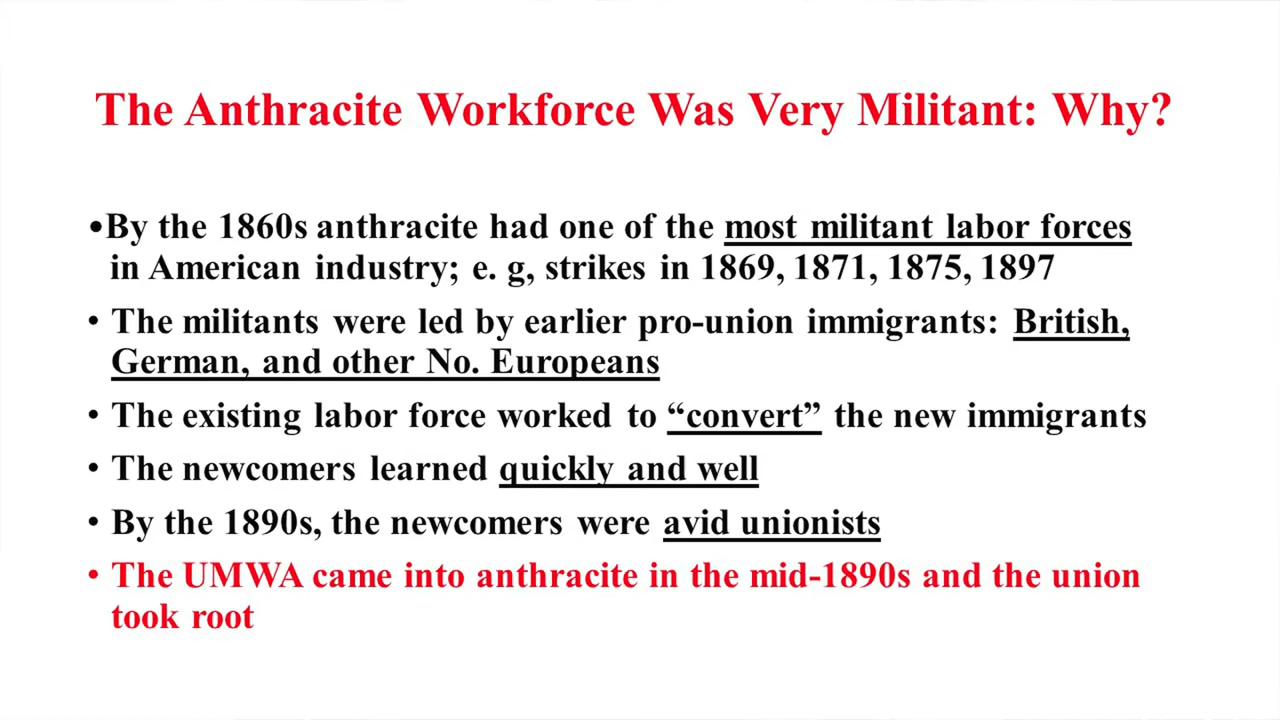 The Anthracite Workforce Was Very Militant: Why?
•By the 1860s anthracite had one of the most militant labor forces
in American industry; e. g, strikes in 1869, 1871, 1875, 1897
• The militants were led by earlier pro-union immigrants: British,
German, and other No. Europeans
• The existing labor force worked to “convert” the new immigrants
• The newcomers learned quickly and well
• By the 1890s, the newcomers were avid unionists
• The UMWA came into anthracite in the mid-1890s and the union
took root